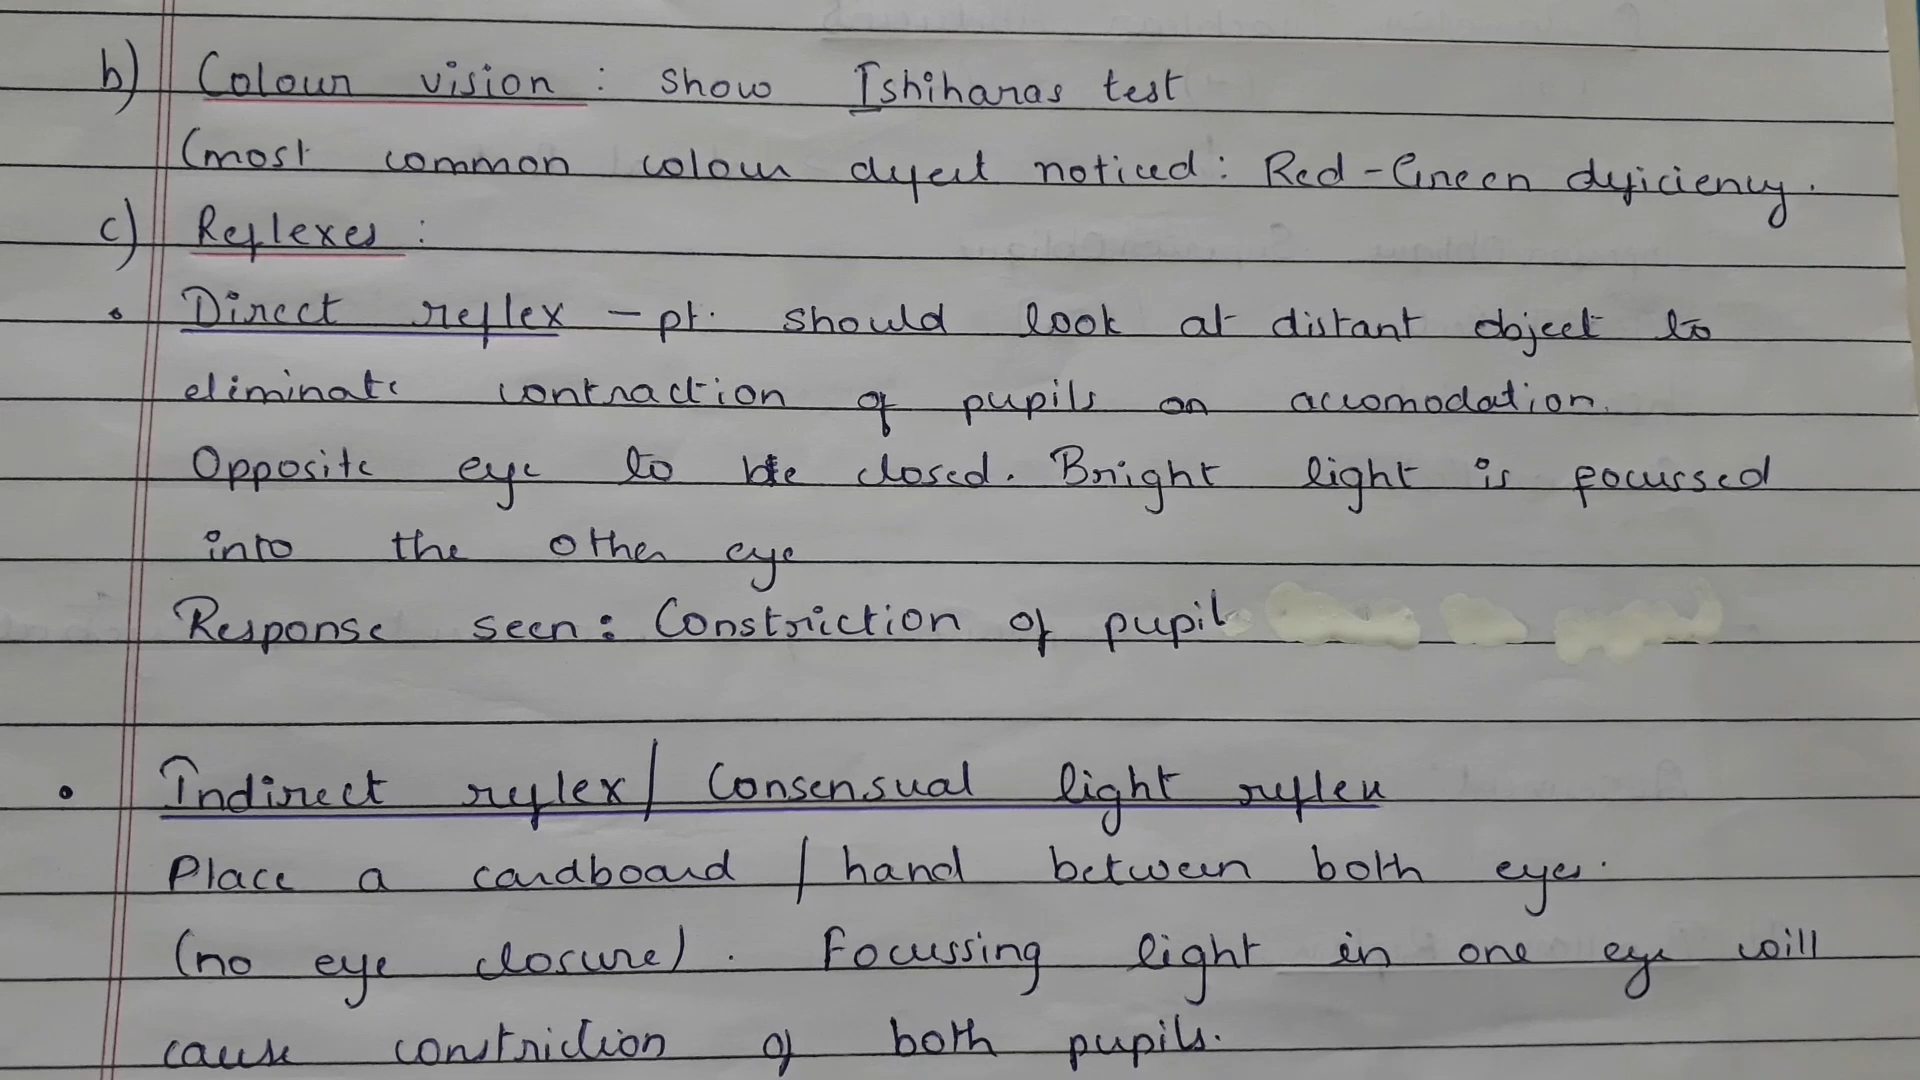 b) Colour vision : Show Ishiharas test
(most common colour defect noticed : Red - Green deficiency.
c) Reflexes :
• Direct reflex - pt. should look at distant object to
eliminate contraction of pupils on accomodation.
Opposite eye to be closed. Bright light is focussed
into the other eye
Response seen : Constriction of pupil
• Indirect reflex / Consensual light reflex
Place a cardboard / hand between both eyes.
(no eye closure). Focussing light in one eye will
cause constriction of both pupils.